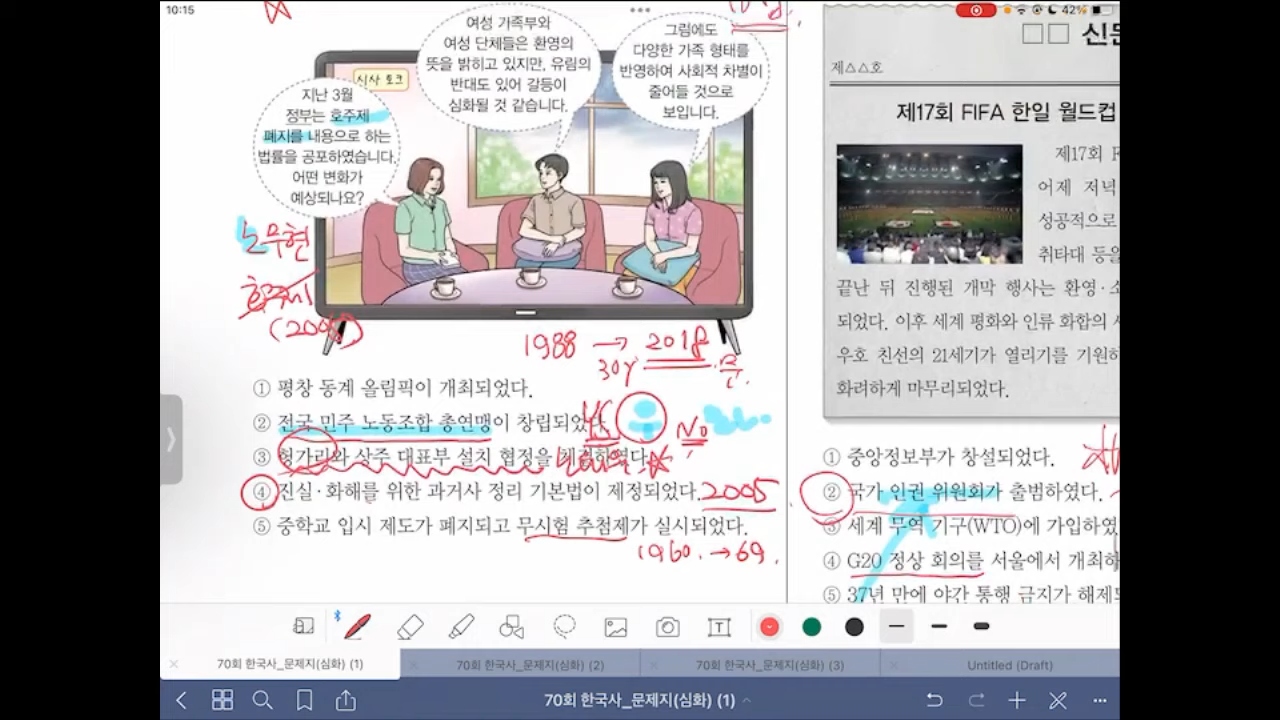 10:15
42%
시사 토크
지난 3월
정부는 호주제
폐지를 내용으로 하는
법률을 공포하였습니다.
어떤 변화가
예상되나요?
여성 가족부와
여성 단체들은 환영의
뜻을 밝히고 있지만, 유림의
반대도 있어 갈등이
심화될 것 같습니다.
그럼에도
다양한 가족 형태를
반영하여 사회적 차별이
줄어들 것으로
보입니다.
노무현
호주제
1988 → 2018
30y
① 평창 동계 올림픽이 개최되었다.
② 전국 민주 노동조합 총연맹이 창립되었다.
YS
No
③ 헝가리와 상주 대표부 설치 협정을 체결하였다.
④ 진실·화해를 위한 과거사 정리 기본법이 제정되었다. 2005
⑤ 중학교 입시 제도가 폐지되고 무시험 추첨제가 실시되었다.
1960. → 69.
□□ 신문
제△△호
제17회 FIFA 한일 월드컵
제17회 F
어제 저녁
성공적으로
취타대 등을
끝난 뒤 진행된 개막 행사는 환영·소
되었다. 이후 세계 평화와 인류 화합의 시
우호 친선의 21세기가 열리기를 기원하
화려하게 마무리되었다.
① 중앙정보부가 창설되었다.
② 국가 인권 위원회가 출범하였다.
③ 세계 무역 기구(WTO)에 가입하였
④ G20 정상 회의를 서울에서 개최하
⑤ 37년 만에 야간 통행 금지가 해제되
70회 한국사_문제지(심화) (1)
70회 한국사_문제지(심화) (2)
70회 한국사_문제지(심화) (3)
Untitled (Draft)
70회 한국사_문제지(심화) (1)